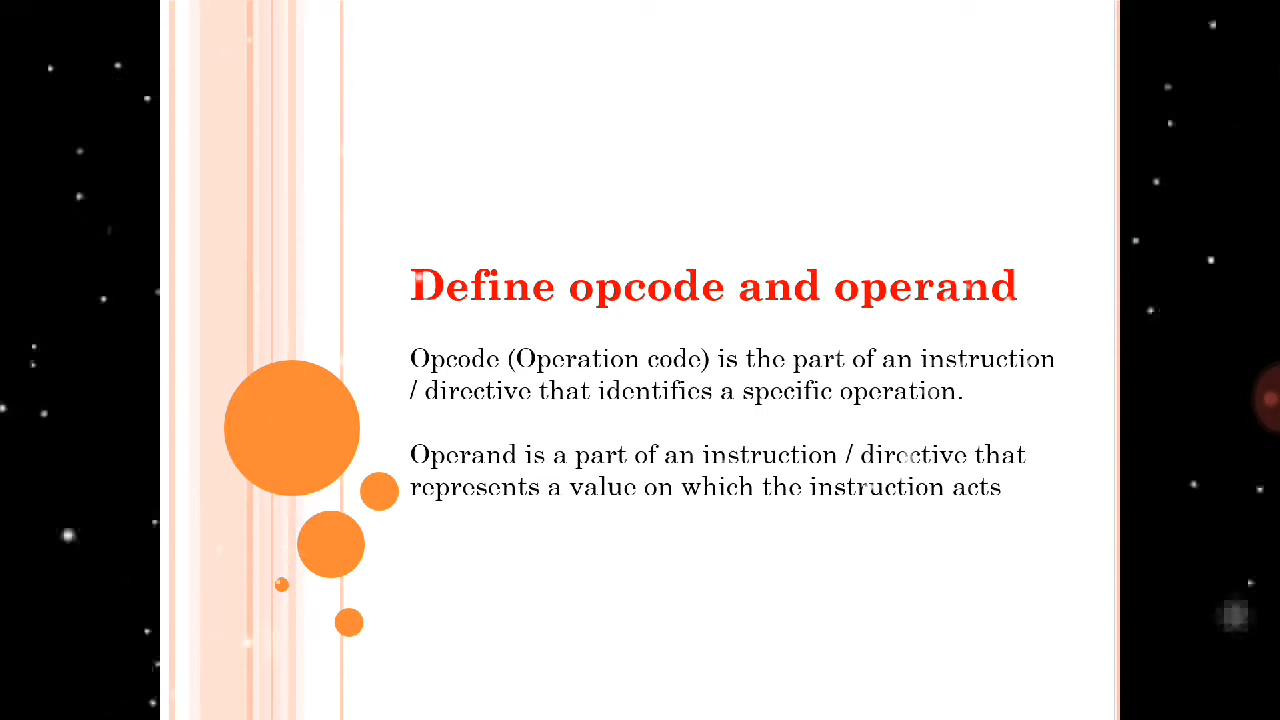 Define opcode and operand
Opcode (Operation code) is the part of an instruction
/ directive that identifies a specific operation.
Operand is a part of an instruction / directive that
represents a value on which the instruction acts